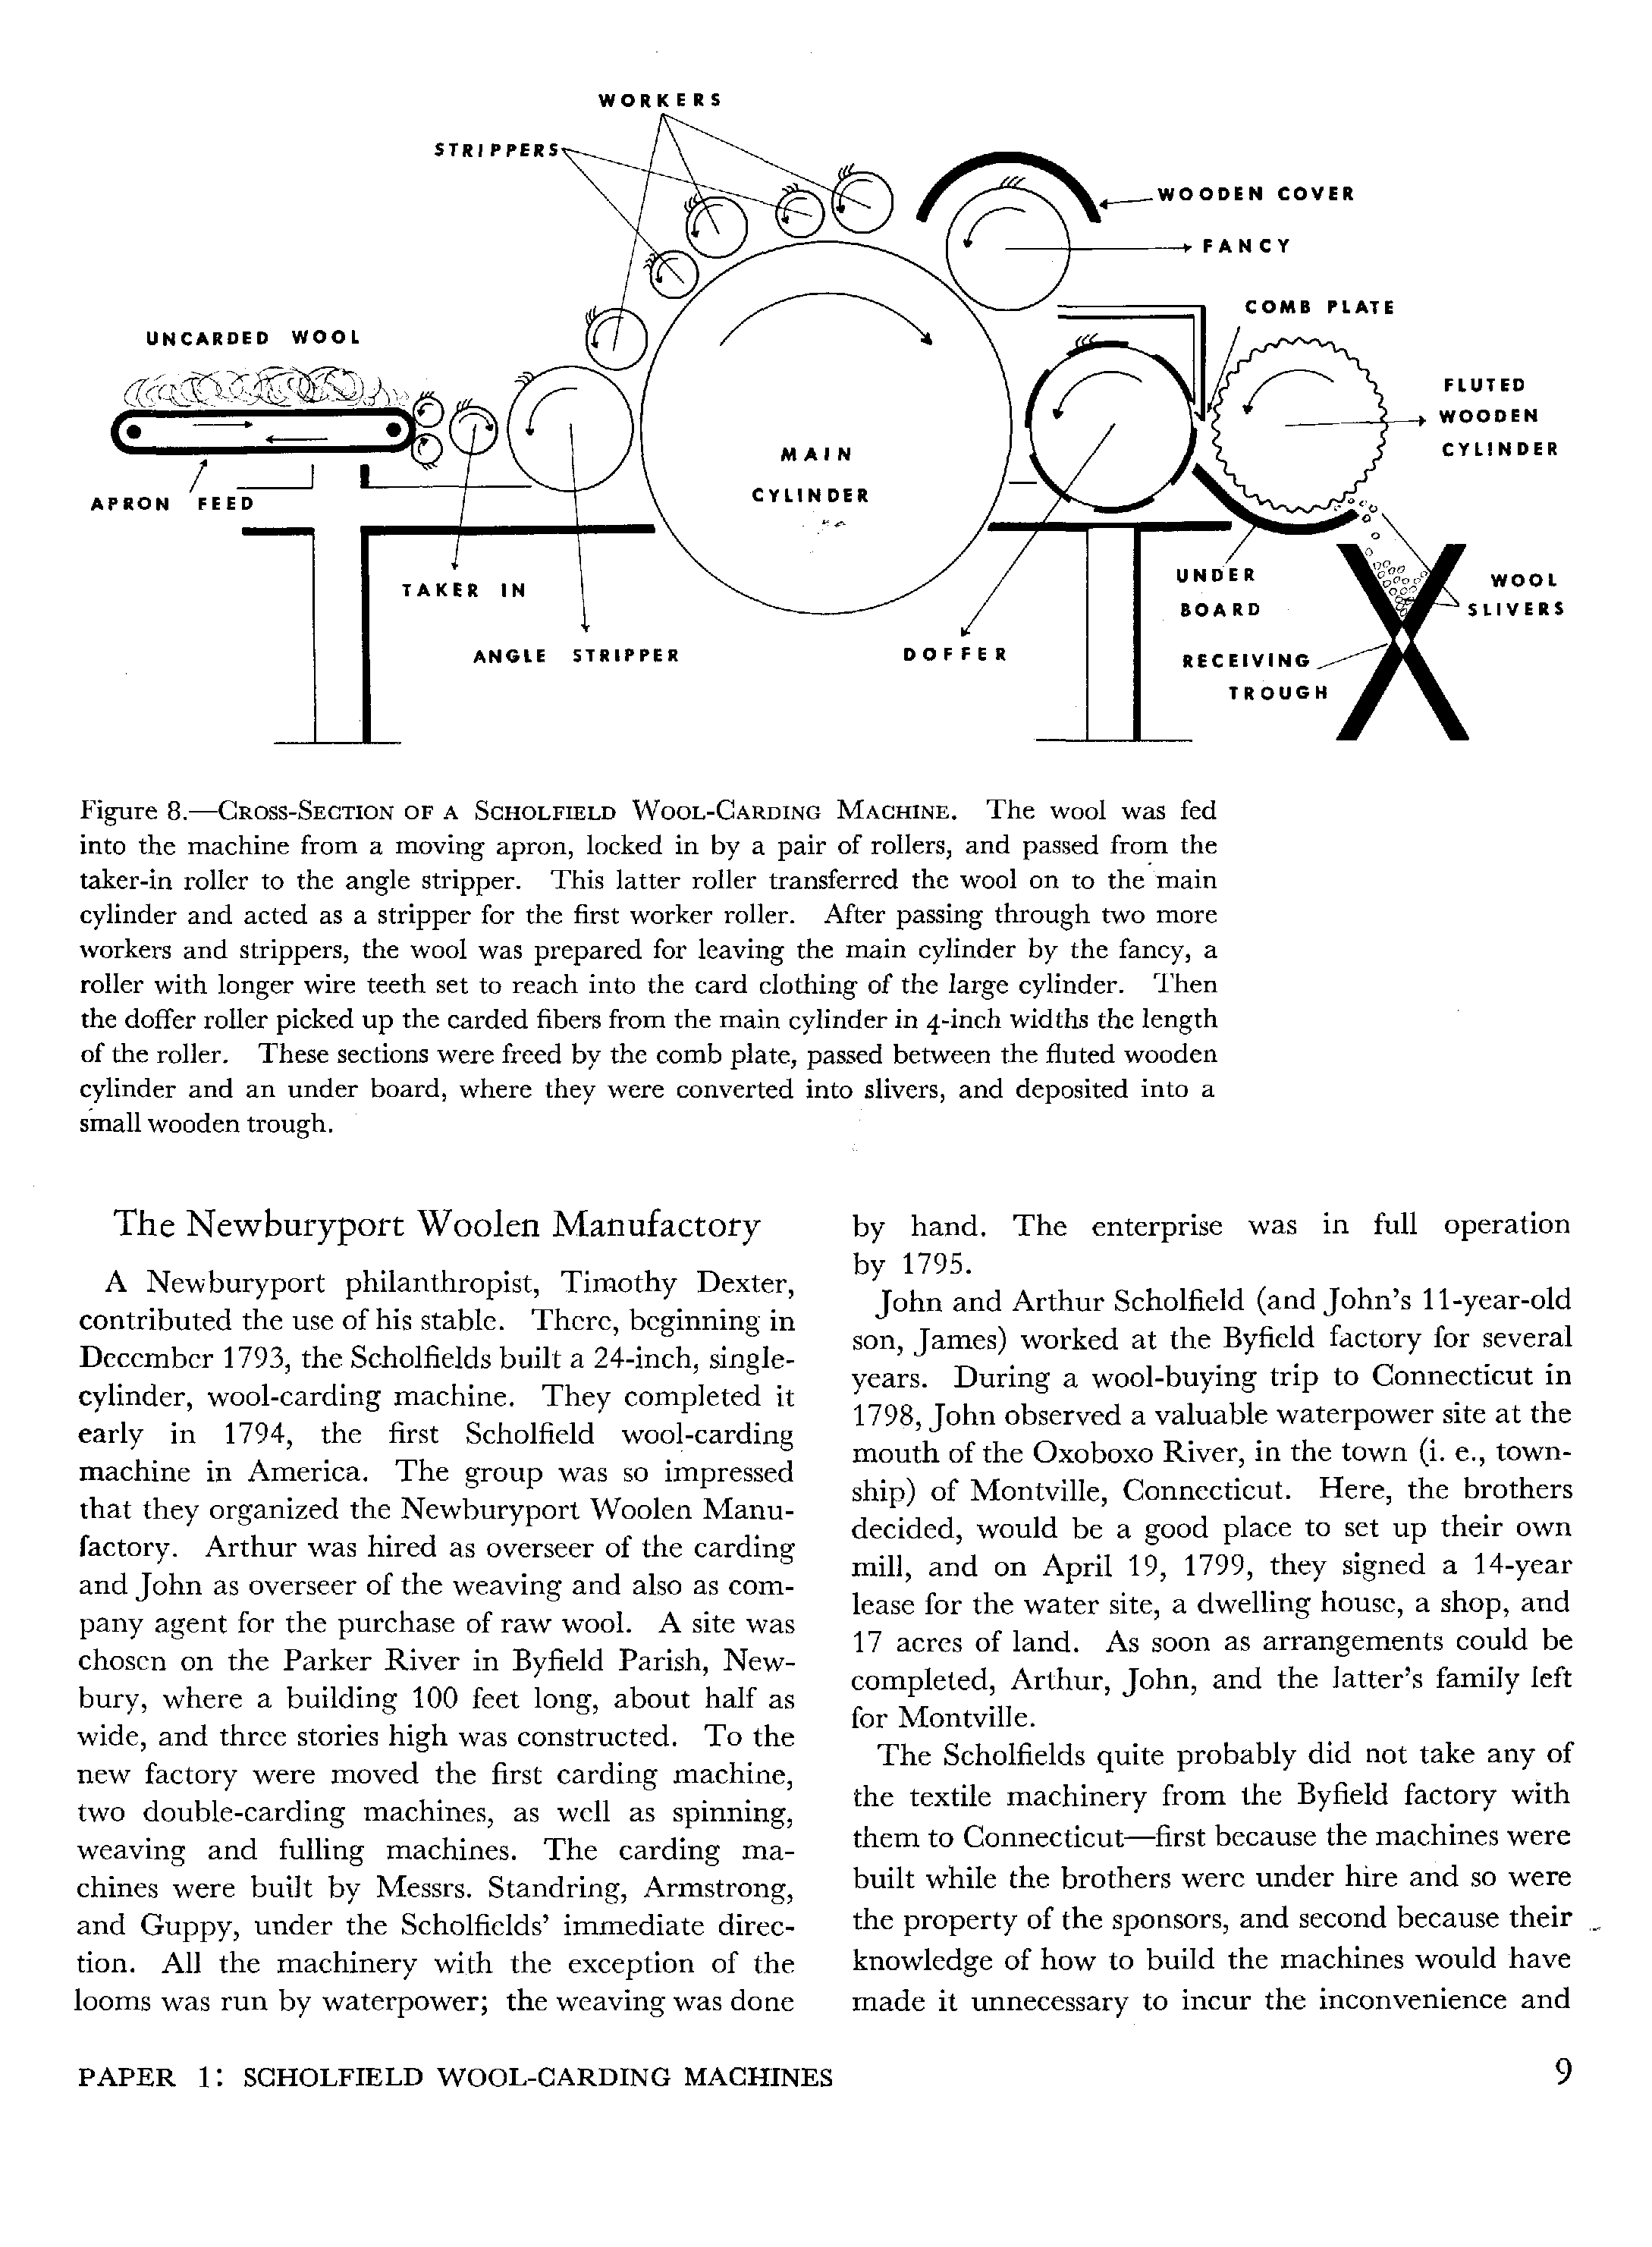 WORKERS
STRIPPERS
WOODEN COVER
FANCY
COMB PLATE
UNCARDED WOOL
FLUTED
WOODEN
CYLINDER
MAIN
CYLINDER
APRON FEED
TAKER IN
UNDER
BOARD
WOOL
SLIVERS
ANGLE STRIPPER
DOFFER
RECEIVING
TROUGH
Figure 8.—Cross-Section of a Scholfield Wool-Carding Machine. The wool was fed
into the machine from a moving apron, locked in by a pair of rollers, and passed from the
taker-in roller to the angle stripper. This latter roller transferred the wool on to the main
cylinder and acted as a stripper for the first worker roller. After passing through two more
workers and strippers, the wool was prepared for leaving the main cylinder by the fancy, a
roller with longer wire teeth set to reach into the card clothing of the large cylinder. Then
the doffer roller picked up the carded fibers from the main cylinder in 4-inch widths the length
of the roller. These sections were freed by the comb plate, passed between the fluted wooden
cylinder and an under board, where they were converted into slivers, and deposited into a
small wooden trough.
The Newburyport Woolen Manufactory
A Newburyport philanthropist, Timothy Dexter,
contributed the use of his stable. There, beginning in
December 1793, the Scholfields built a 24-inch, single-
cylinder, wool-carding machine. They completed it
early in 1794, the first Scholfield wool-carding
machine in America. The group was so impressed
that they organized the Newburyport Woolen Manu-
factory. Arthur was hired as overseer of the carding
and John as overseer of the weaving and also as com-
pany agent for the purchase of raw wool. A site was
chosen on the Parker River in Byfield Parish, New-
bury, where a building 100 feet long, about half as
wide, and three stories high was constructed. To the
new factory were moved the first carding machine,
two double-carding machines, as well as spinning,
weaving and fulling machines. The carding ma-
chines were built by Messrs. Standring, Armstrong,
and Guppy, under the Scholfields' immediate direc-
tion. All the machinery with the exception of the
looms was run by waterpower; the weaving was done
by hand. The enterprise was in full operation
by 1795.
John and Arthur Scholfield (and John's 11-year-old
son, James) worked at the Byfield factory for several
years. During a wool-buying trip to Connecticut in
1798, John observed a valuable waterpower site at the
mouth of the Oxoboxo River, in the town (i. e., town-
ship) of Montville, Connecticut. Here, the brothers
decided, would be a good place to set up their own
mill, and on April 19, 1799, they signed a 14-year
lease for the water site, a dwelling house, a shop, and
17 acres of land. As soon as arrangements could be
completed, Arthur, John, and the latter's family left
for Montville.
The Scholfields quite probably did not take any of
the textile machinery from the Byfield factory with
them to Connecticut—first because the machines were
built while the brothers were under hire and so were
the property of the sponsors, and second because their
knowledge of how to build the machines would have
made it unnecessary to incur the inconvenience and
PAPER 1: SCHOLFIELD WOOL-CARDING MACHINES
9